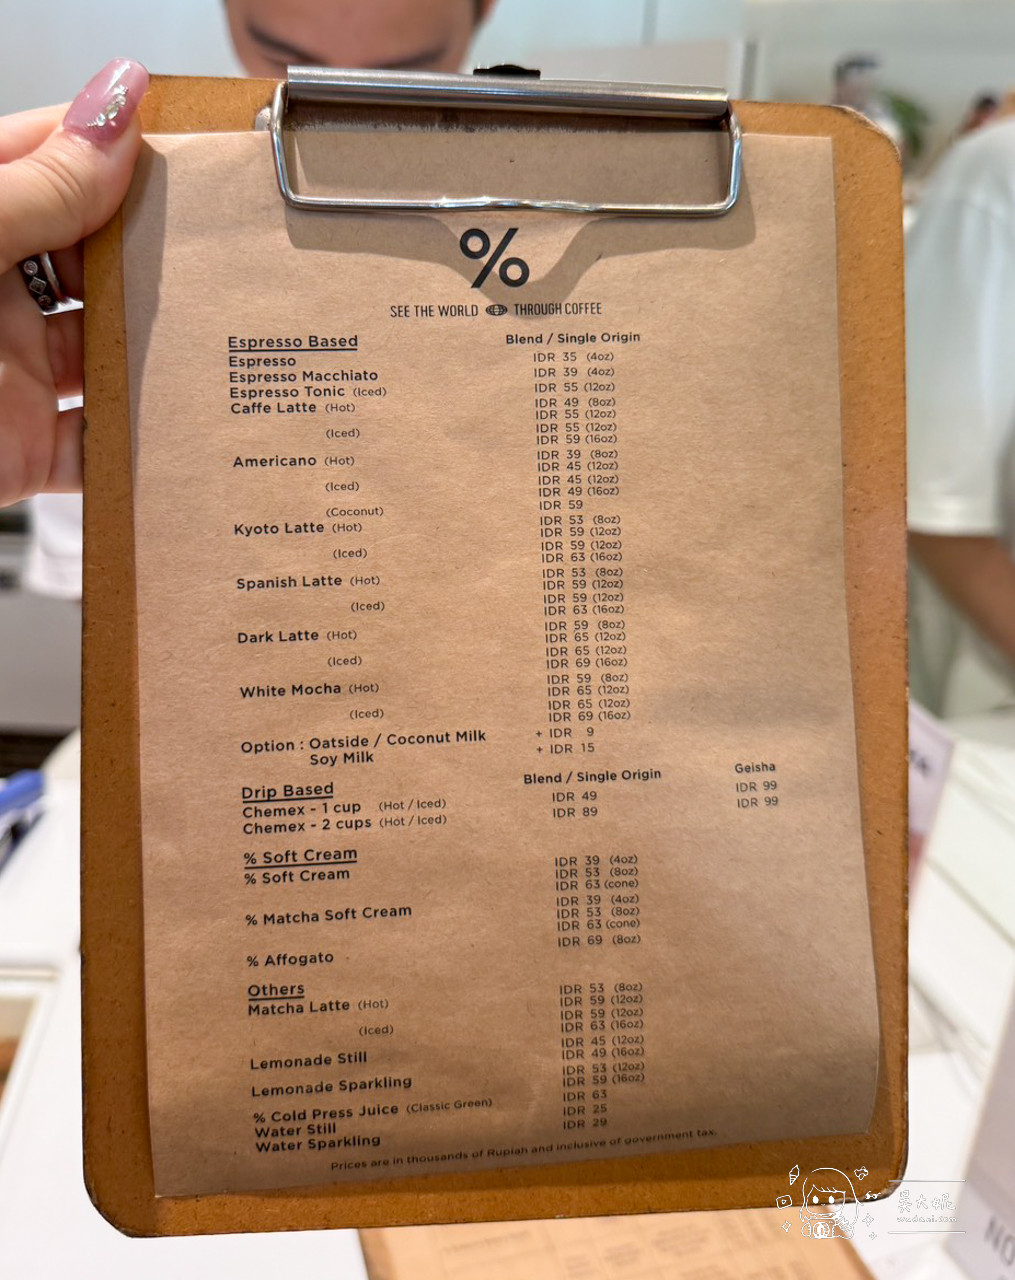 %
SEE THE WORLD THROUGH COFFEE
Espresso Based Blend / Single Origin
Espresso IDR 35 (4oz)
Espresso Macchiato IDR 39 (4oz)
Espresso Tonic (Iced) IDR 55 (12oz)
Caffe Latte (Hot) IDR 49 (8oz)
IDR 55 (12oz)
(Iced) IDR 55 (12oz)
IDR 59 (16oz)
Americano (Hot) IDR 39 (8oz)
IDR 45 (12oz)
(Iced) IDR 45 (12oz)
IDR 49 (16oz)
(Coconut) IDR 59
Kyoto Latte (Hot) IDR 53 (8oz)
IDR 59 (12oz)
(Iced) IDR 59 (12oz)
IDR 63 (16oz)
Spanish Latte (Hot) IDR 53 (8oz)
IDR 59 (12oz)
(Iced) IDR 59 (12oz)
IDR 63 (16oz)
Dark Latte (Hot) IDR 59 (8oz)
IDR 65 (12oz)
(Iced) IDR 65 (12oz)
IDR 69 (16oz)
White Mocha (Hot) IDR 59 (8oz)
IDR 65 (12oz)
(Iced) IDR 65 (12oz)
IDR 69 (16oz)
Option : Oatside / Coconut Milk + IDR 9
Soy Milk + IDR 15
Drip Based Blend / Single Origin Geisha
Chemex - 1 cup (Hot / Iced) IDR 49 IDR 99
Chemex - 2 cups (Hot / Iced) IDR 89 IDR 99
% Soft Cream
% Soft Cream IDR 39 (4oz)
IDR 53 (8oz)
IDR 63 (cone)
% Matcha Soft Cream IDR 39 (4oz)
IDR 53 (8oz)
IDR 63 (cone)
% Affogato IDR 69 (8oz)
Others
Matcha Latte (Hot) IDR 53 (8oz)
IDR 59 (12oz)
(Iced) IDR 59 (12oz)
IDR 63 (16oz)
Lemonade Still IDR 45 (12oz)
IDR 49 (16oz)
Lemonade Sparkling IDR 53 (12oz)
IDR 59 (16oz)
% Cold Press Juice (Classic Green) IDR 63
Water Still IDR 25
Water Sparkling IDR 29
Prices are in thousands of Rupiah and inclusive of government tax.
吳大妮
wudani.com
NO